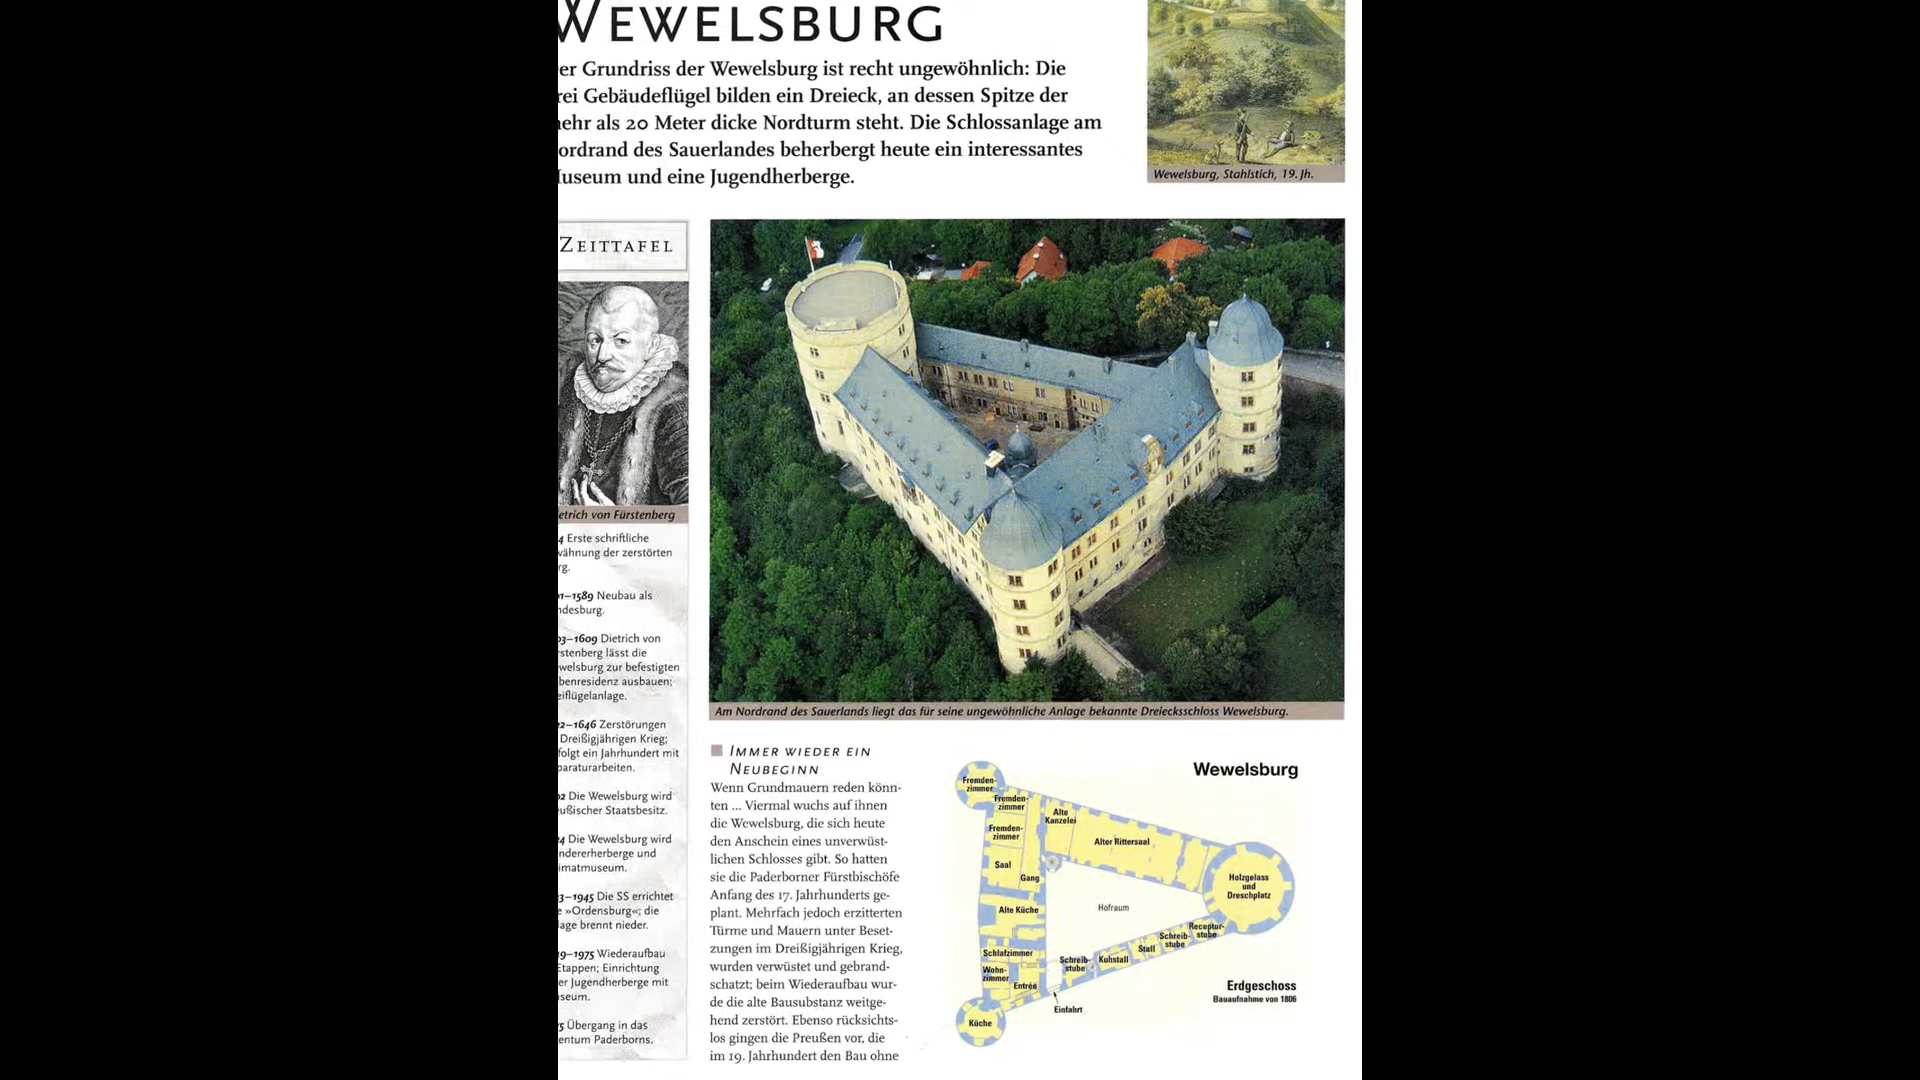 WEWELSBURG
er Grundriss der Wewelsburg ist recht ungewöhnlich: Die
rei Gebäudeflügel bilden ein Dreieck, an dessen Spitze der
ehr als 20 Meter dicke Nordturm steht. Die Schlossanlage am
ordrand des Sauerlandes beherbergt heute ein interessantes
useum und eine Jugendherberge.
Wewelsburg, Stahlstich, 19. Jh.
ZEITTAFEL
etrich von Fürstenberg
4 Erste schriftliche
wähnung der zerstörten
rg.
1–1589 Neubau als
ndesburg.
03–1609 Dietrich von
rstenberg lässt die
welsburg zur befestigten
benresidenz ausbauen;
eiflügelanlage.
2–1646 Zerstörungen
Dreißigjährigen Krieg;
folgt ein Jahrhundert mit
paraturarbeiten.
02 Die Wewelsburg wird
eußischer Staatsbesitz.
4 Die Wewelsburg wird
ndererherberge und
imatmuseum.
3–1945 Die SS errichtet
e »Ordensburg«; die
lage brennt nieder.
9–1975 Wiederaufbau
Etappen; Einrichtung
er Jugendherberge mit
seum.
5 Übergang in das
entum Paderborns.
Am Nordrand des Sauerlands liegt das für seine ungewöhnliche Anlage bekannte Dreiecksschloss Wewelsburg.
IMMER WIEDER EIN
NEUBEGINN
Wenn Grundmauern reden könn-
ten ... Viermal wuchs auf ihnen
die Wewelsburg, die sich heute
den Anschein eines unverwüst-
lichen Schlosses gibt. So hatten
sie die Paderborner Fürstbischöfe
Anfang des 17. Jahrhunderts ge-
plant. Mehrfach jedoch erzitterten
Türme und Mauern unter Beset-
zungen im Dreißigjährigen Krieg,
wurden verwüstet und gebrand-
schatzt; beim Wiederaufbau wur-
de die alte Bausubstanz weitge-
hend zerstört. Ebenso rücksichts-
los gingen die Preußen vor, die
im 19. Jahrhundert den Bau ohne
Wewelsburg
Fremden-
zimmer
Fremden-
zimmer
Alte
Kanzelei
Fremden-
zimmer
Alter Rittersaal
Saal
Gang
Holzgelass
und
Dreschplatz
Alte Küche
Hofraum
Receptur-
stube
Schreib-
stube
Stall
Kuhstall
Schreib-
stube
Schlafzimmer
Wohn-
zimmer
Entrée
Einfahrt
Küche
Erdgeschoss
Bauaufnahme von 1806